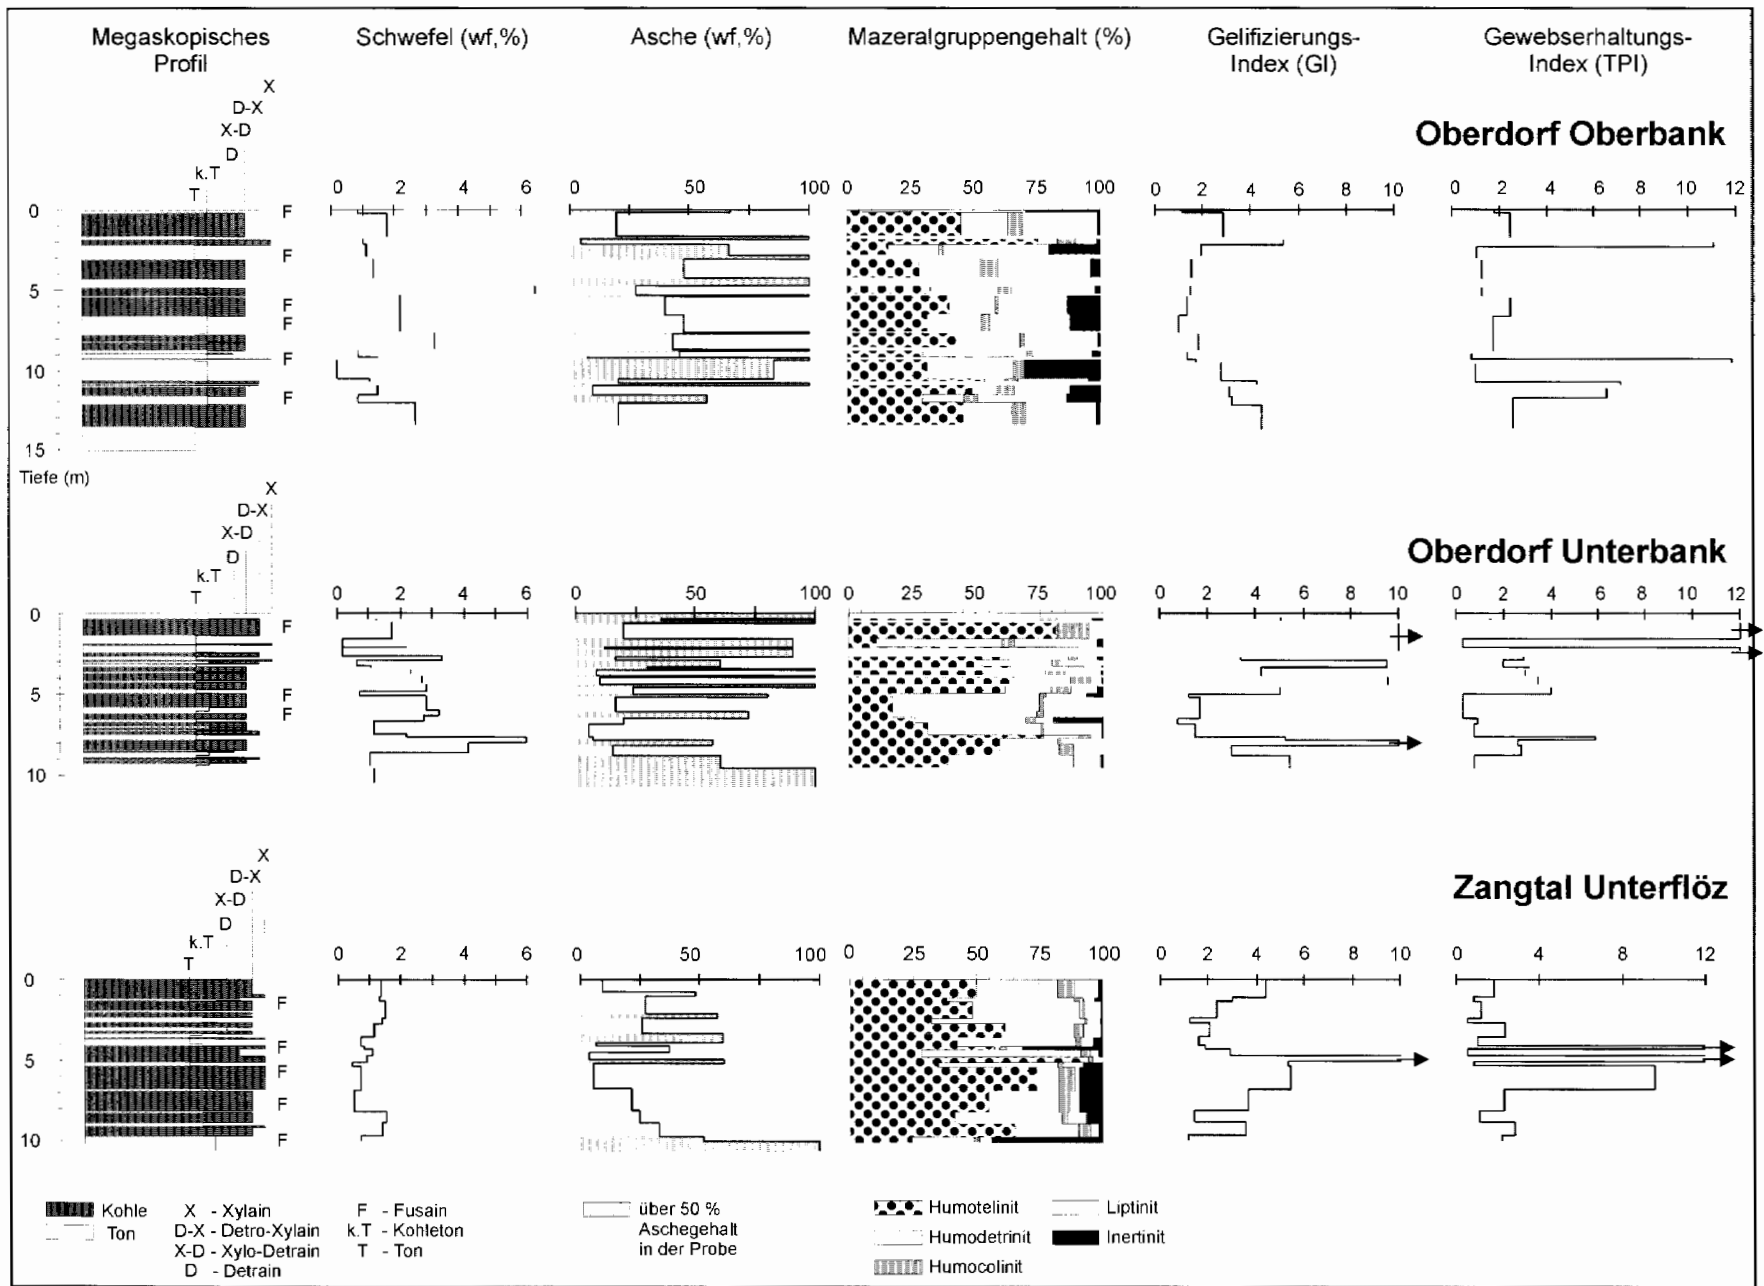 Megaskopisches
Profil
Schwefel (wf,%)
Asche (wf,%)
Mazeralgruppengehalt (%)
Gelifizierungs-
Index (GI)
Gewebserhaltungs-
Index (TPI)
Oberdorf Oberbank
X
D-X
X-D
D
k.T
T
0 2 4 6
0 50 100
0 25 50 75 100
0 2 4 6 8 10
0 2 4 6 8 10 12
0
5
10
15
F
F
F
F
F
F
Tiefe (m)
Oberdorf Unterbank
X
D-X
X-D
D
k.T
T
0 2 4 6
0 50 100
0 25 50 75 100
0 2 4 6 8 10
0 2 4 6 8 10 12
0
5
10
F
F
F
Zangtal Unterflöz
X
D-X
X-D
D
k.T
T
0 2 4 6
0 50 100
0 25 50 75 100
0 2 4 6 8 10
0 4 8 12
0
5
10
F
F
F
F
F
Kohle
Ton
X - Xylain
D-X - Detro-Xylain
X-D - Xylo-Detrain
D - Detrain
F - Fusain
k.T - Kohleton
T - Ton
über 50 %
Aschegehalt
in der Probe
Humotelinit
Humodetrinit
Humocolinit
Liptinit
Inertinit